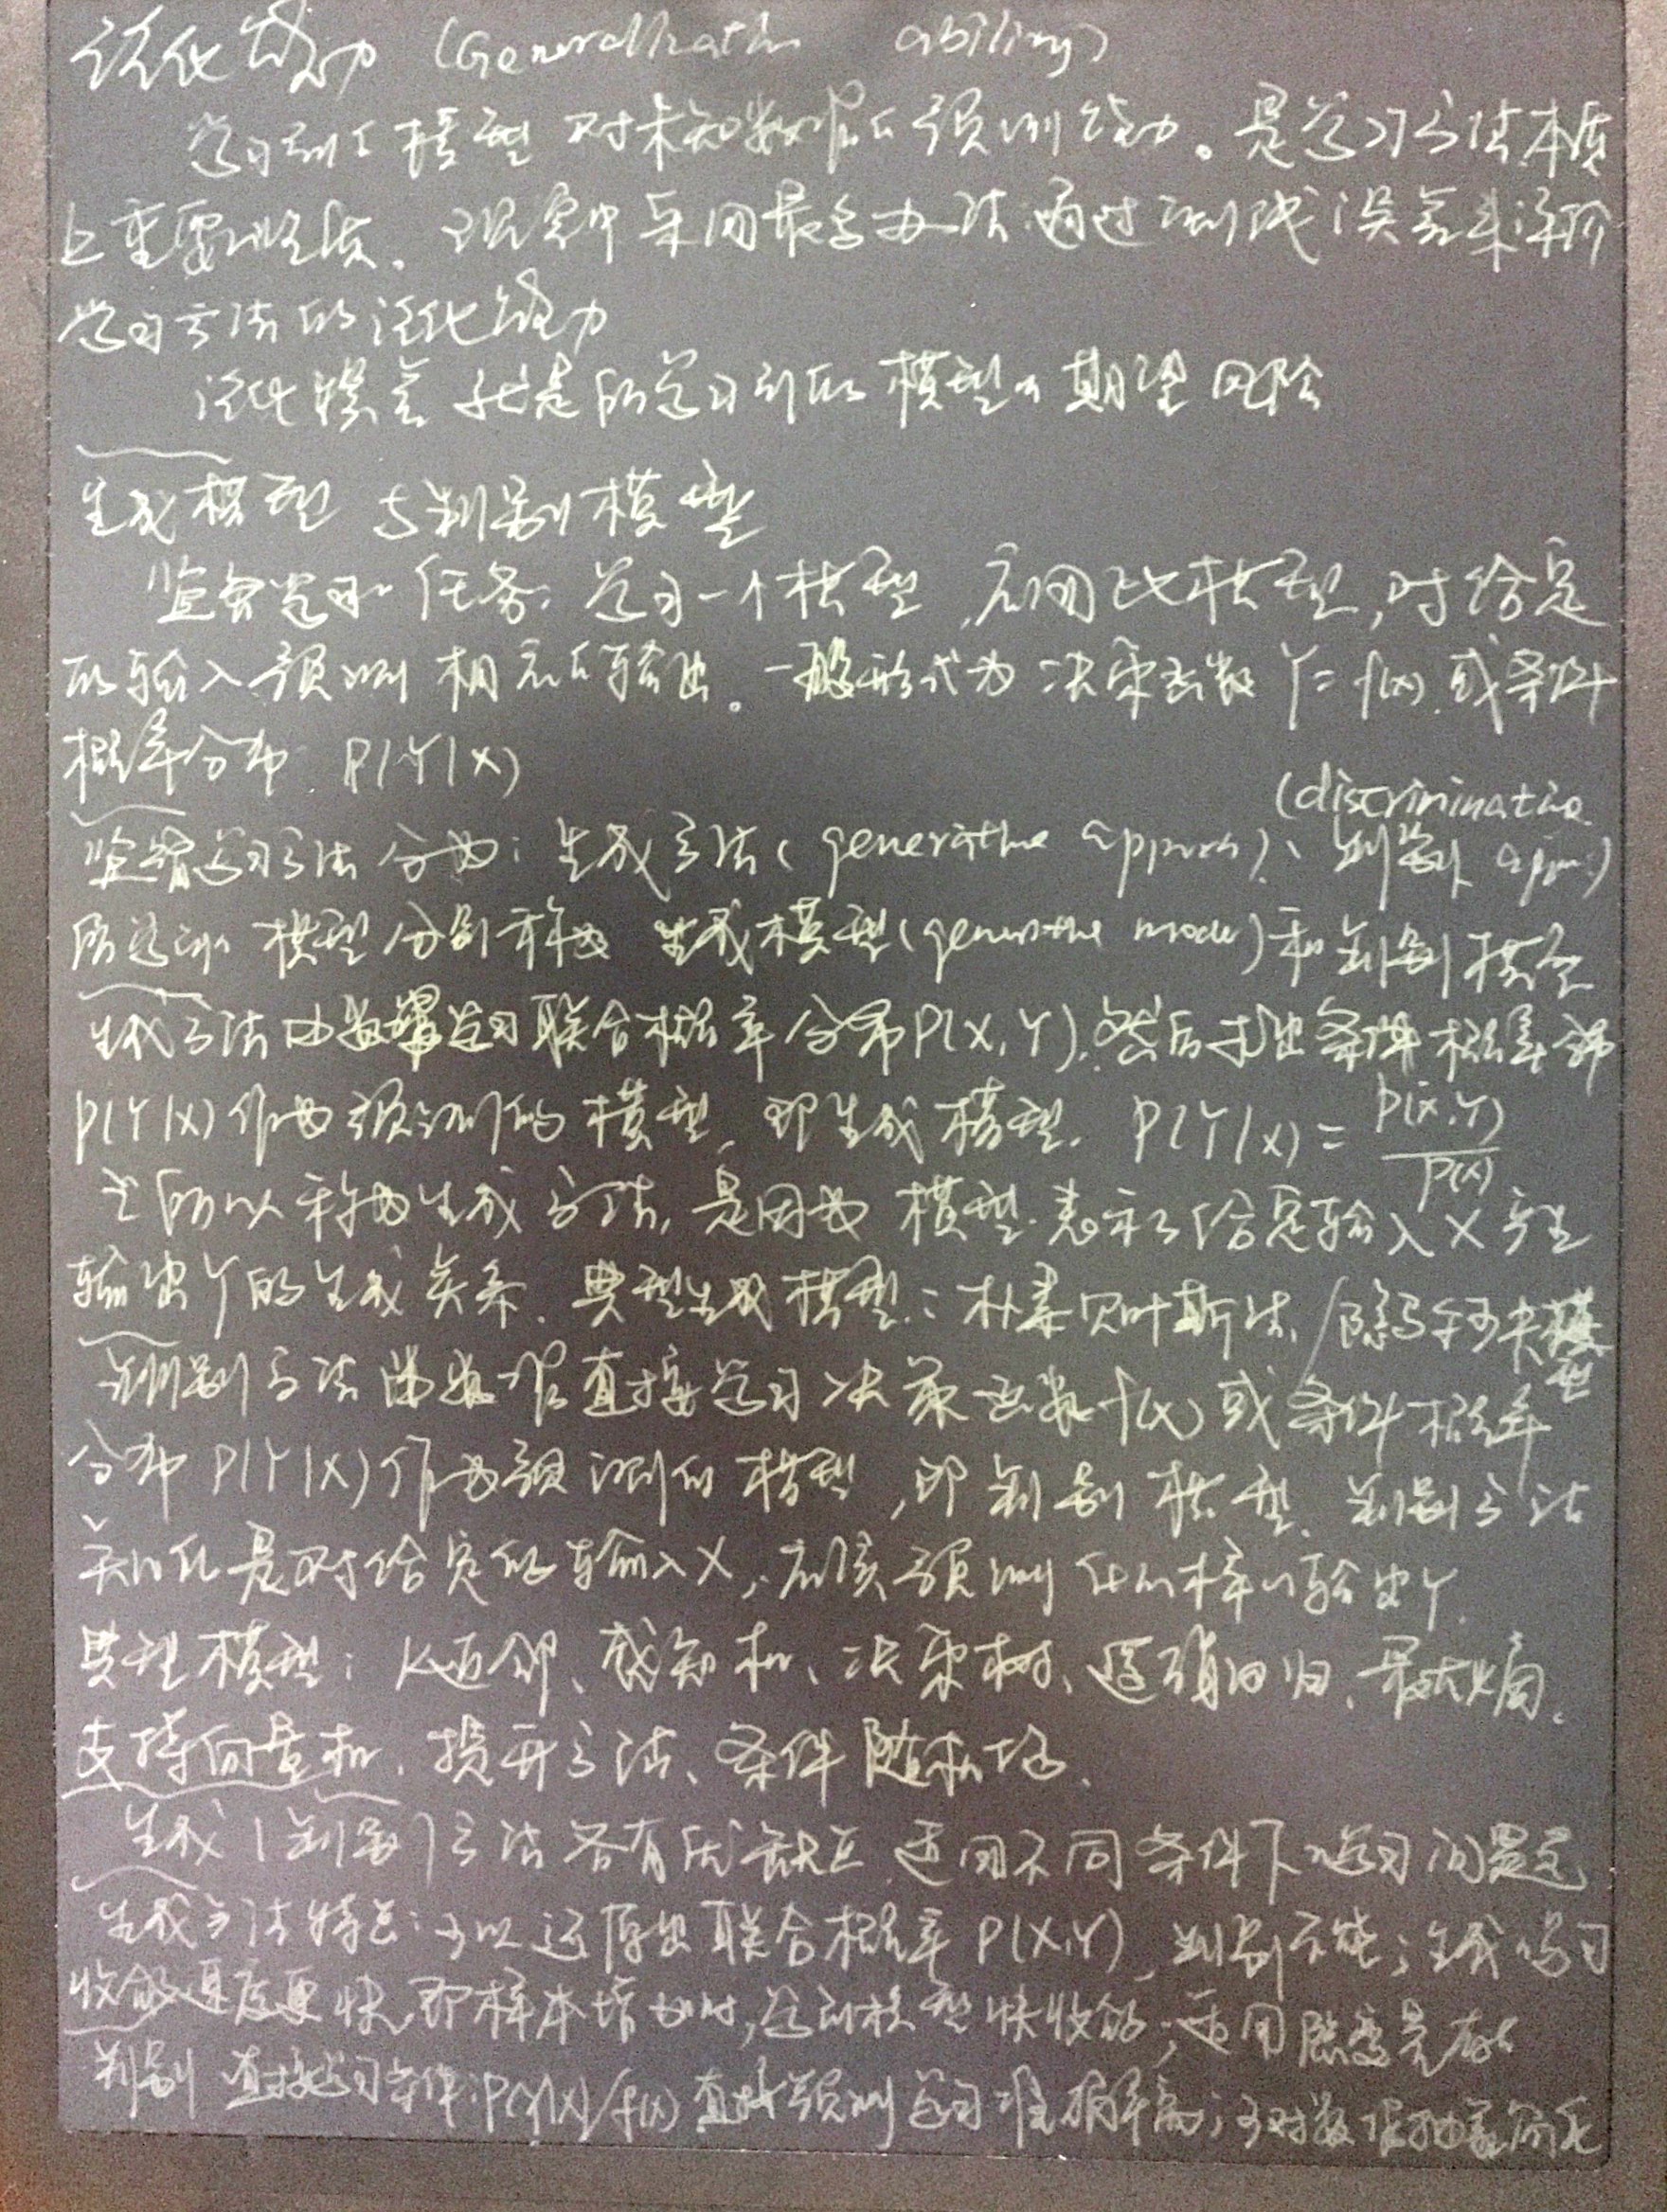 泛化能力 (Generalization ability)
学习到的模型 对未知数据的预测能力。是学习方法本质
上重要的性质。现实中采用最多办法 通过测试误差来评价
学习方法的泛化能力
泛化误差 就是所学习到的模型的期望风险
生成模型 与判别模型
监督学习的任务: 学习一个模型,应用此模型,对给定
的输入预测相应的输出。一般形式为 决策函数 Y=f(x) 或条件
概率分布 P(Y|X)
(discriminative
监督学习方法 分为: 生成方法( generative appr )、判别 appr)
所学到的 模型 分别称为 生成模型(generative model)和判别模型
生成方法由数据学习联合概率分布P(X,Y),然后求出条件概率分布
P(Y|X)作为预测的模型,即生成模型. P(Y|X)=P(X,Y)/P(X)
之所以称为生成方法,是因为 模型表示了给定输入X产生
输出Y的生成关系. 典型生成模型: 朴素贝叶斯法/隐马尔可夫模型
判别方法 由数据直接学习决策函数f(x)或条件概率
分布 P(Y|X)作为预测的模型,即判别模型. 判别方法
关心的是对给定的输入X,应该预测什么样的输出Y.
典型模型: K近邻、感知机、决策树、逻辑回归、最大熵、
支持向量机、提升方法、条件随机场.
生成(判别)方法各有优缺点 适用不同条件下学习问题
生成方法特点:可以还原出联合概率P(X,Y),判别不能;生成学习
收敛速度更快,即样本增加时,学到模型快收敛;适用隐变量存在
判别 直接学习条件P(Y|X)/f(x)直接预测 学习准确率高;可对数据抽象简化